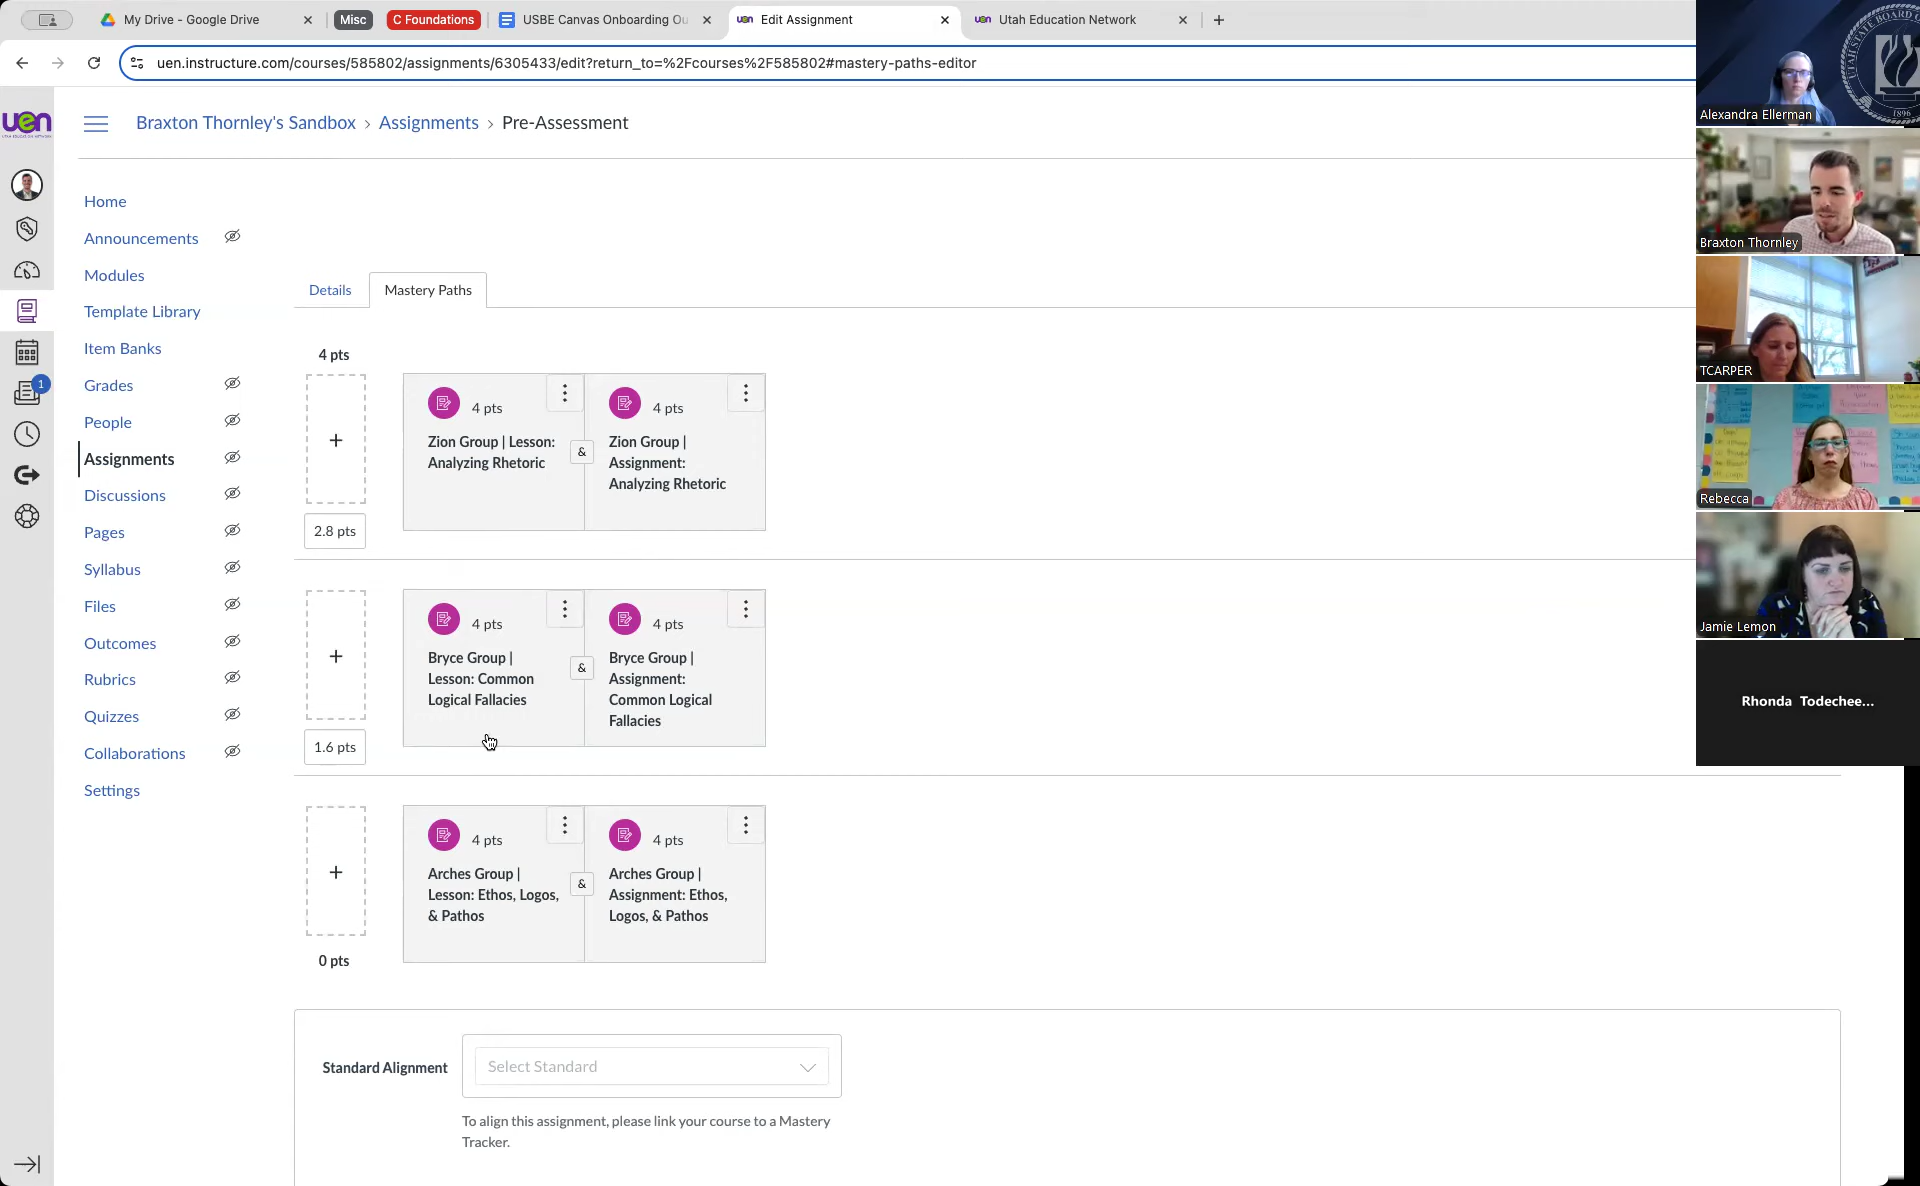 My Drive - Google Drive
Misc
C Foundations
USBE Canvas Onboarding Ou
uen Edit Assignment
uen Utah Education Network
uen.instructure.com/courses/585802/assignments/6305433/edit?return_to=%2Fcourses%2F585802#mastery-paths-editor
uen
Braxton Thornley's Sandbox › Assignments › Pre-Assessment
1
Home
Announcements
Modules
Template Library
Item Banks
Grades
People
Assignments
Discussions
Pages
Syllabus
Files
Outcomes
Rubrics
Quizzes
Collaborations
Settings
Details
Mastery Paths
4 pts
+
2.8 pts
4 pts
Zion Group | Lesson:
Analyzing Rhetoric
&
4 pts
Zion Group |
Assignment:
Analyzing Rhetoric
+
1.6 pts
4 pts
Bryce Group |
Lesson: Common
Logical Fallacies
&
4 pts
Bryce Group |
Assignment:
Common Logical
Fallacies
+
0 pts
4 pts
Arches Group |
Lesson: Ethos, Logos,
& Pathos
&
4 pts
Arches Group |
Assignment: Ethos,
Logos, & Pathos
Standard Alignment
Select Standard
To align this assignment, please link your course to a Mastery
Tracker.
1896
Alexandra Ellerman
Braxton Thornley
TCARPER
Rebecca
Jamie Lemon
Rhonda Todechee...